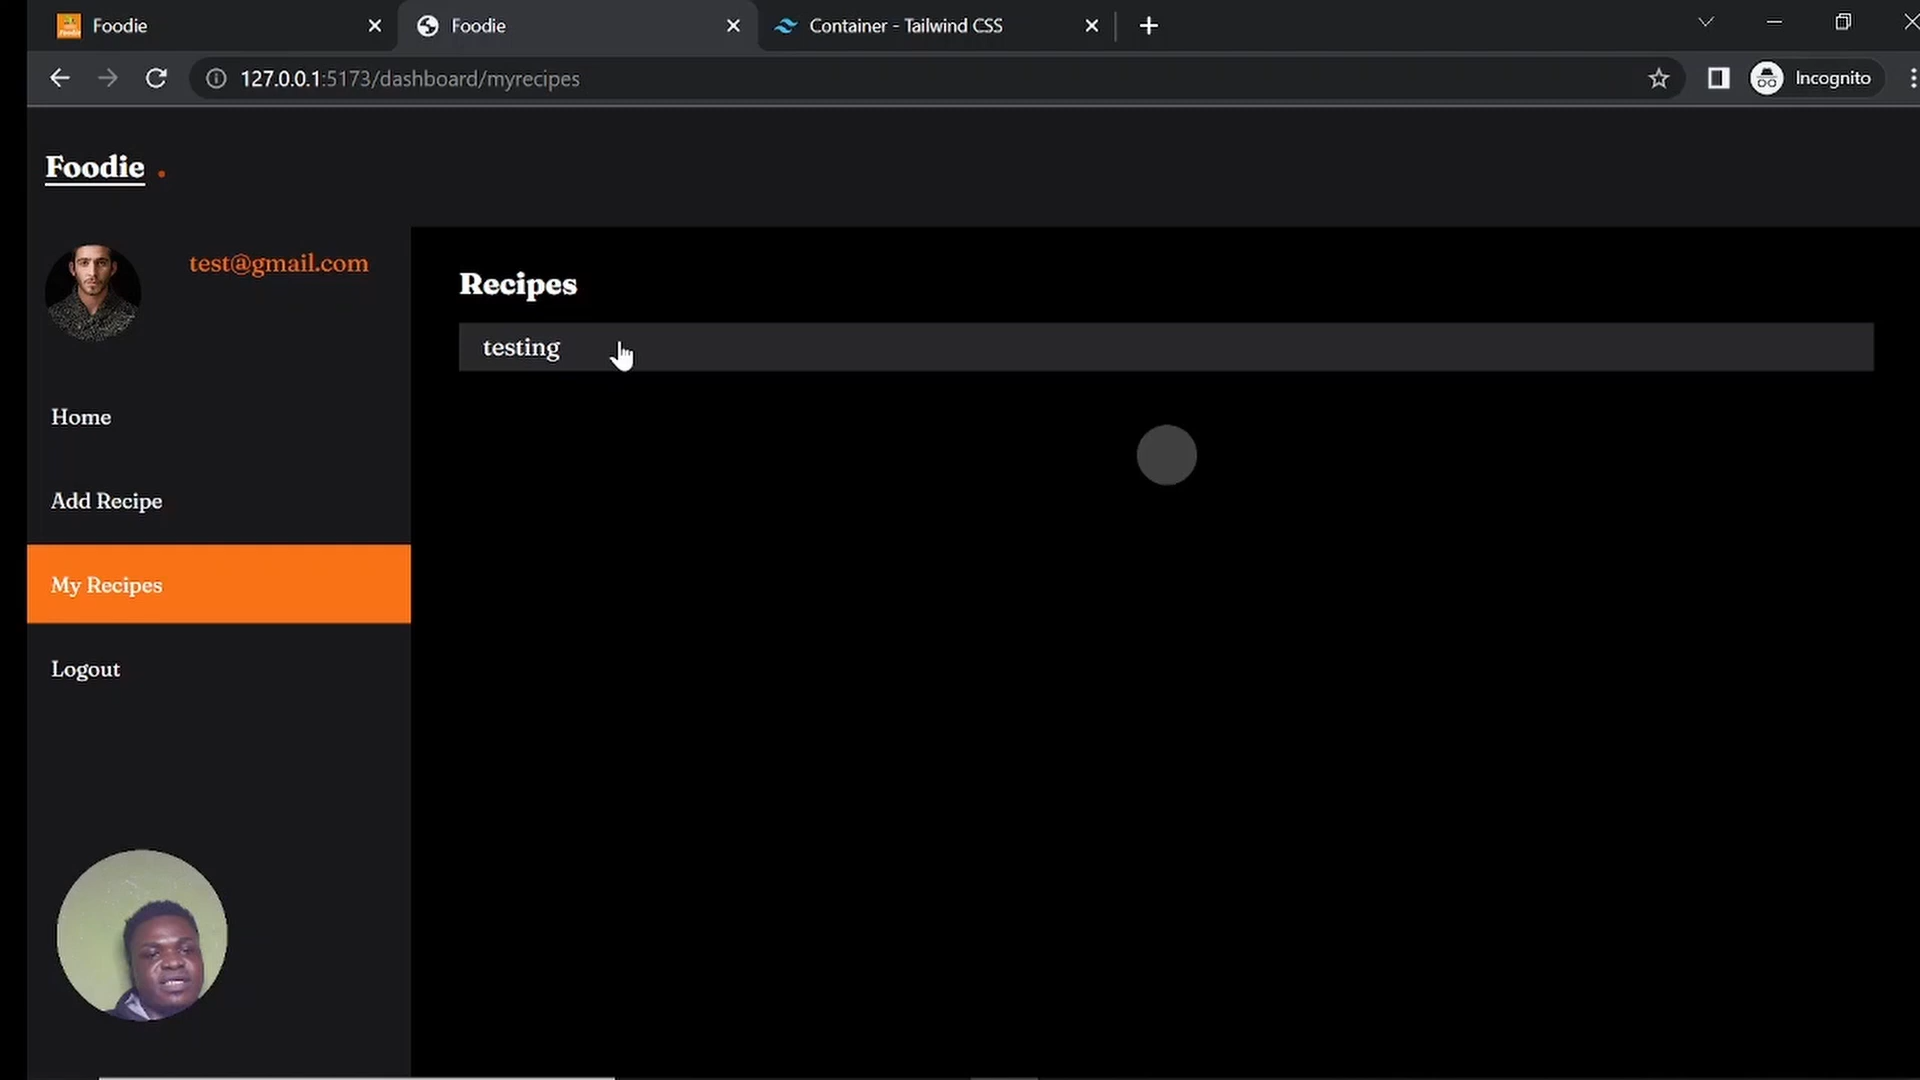 Foodie
Foodie
Container - Tailwind CSS
127.0.0.1:5173/dashboard/myrecipes
Incognito
Foodie .
test@gmail.com
Recipes
testing
Home
Add Recipe
My Recipes
Logout